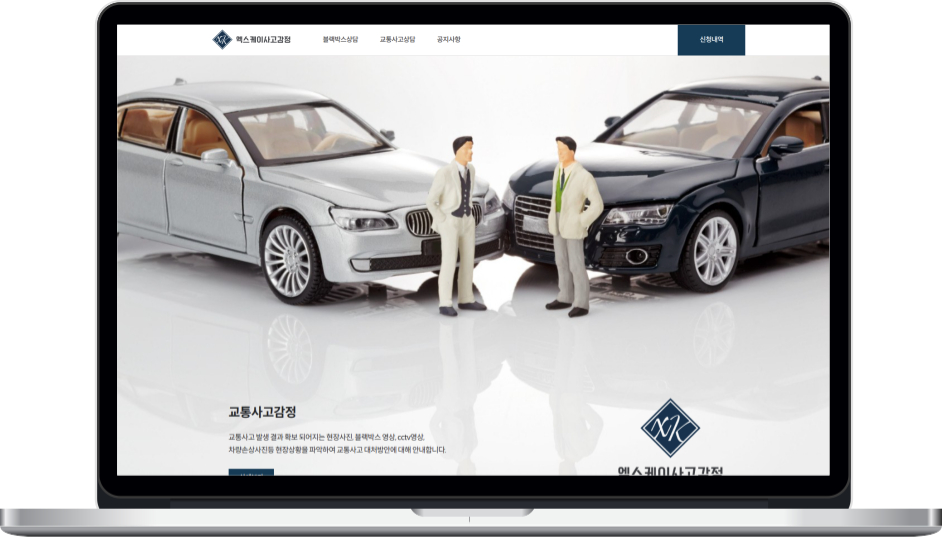 XK 엑스케이사고감정 블랙박스상담 교통사고상담 공지사항 신청내역
교통사고감정
교통사고 발생 결과 확보 되어지는 현장사진, 블랙박스 영상, cctv영상,
차량손상사진등 현장상황을 파악하여 교통사고 대처방안에 대해 안내합니다.
XK
엑스케이사고감정